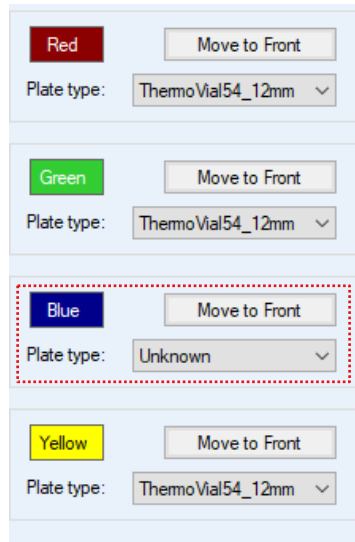 Red Move to Front
Plate type: ThermoVial54_12mm
Green Move to Front
Plate type: ThermoVial54_12mm
Blue Move to Front
Plate type: Unknown
Yellow Move to Front
Plate type: ThermoVial54_12mm